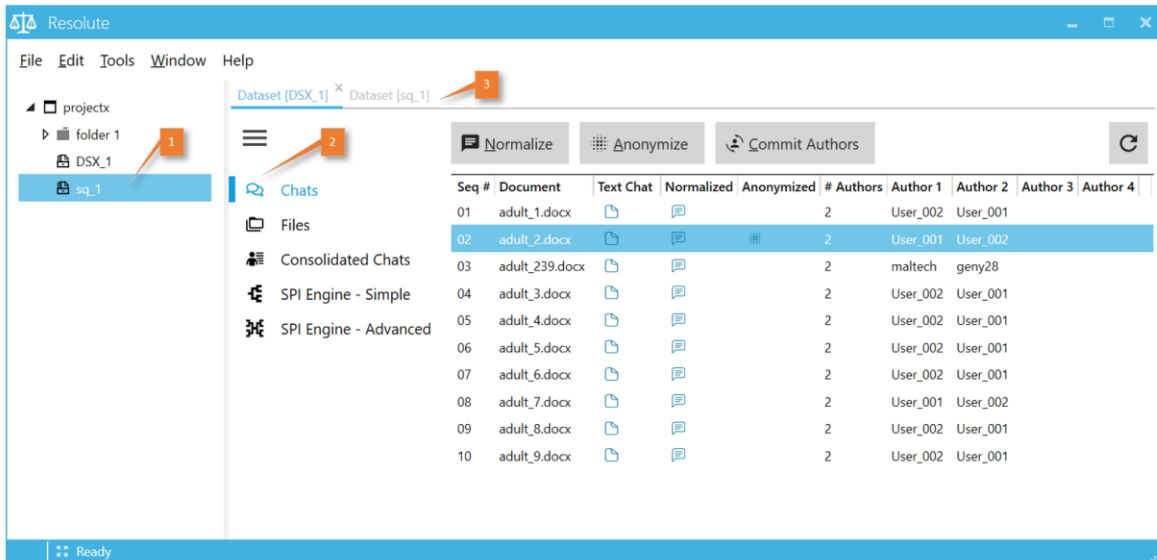 Resolute
File Edit Tools Window Help
Dataset [DSX_1] Dataset [sq_1]
3
projectx
folder 1
DSX_1
sq_1
1
2
Normalize Anonymize Commit Authors
Chats
Files
Consolidated Chats
SPI Engine - Simple
SPI Engine - Advanced
Seq # Document Text Chat Normalized Anonymized # Authors Author 1 Author 2 Author 3 Author 4
01 adult_1.docx 2 User_002 User_001
02 adult_2.docx 2 User_001 User_002
03 adult_239.docx 2 maltech geny28
04 adult_3.docx 2 User_002 User_001
05 adult_4.docx 2 User_002 User_001
06 adult_5.docx 2 User_002 User_001
07 adult_6.docx 2 User_002 User_001
08 adult_7.docx 2 User_001 User_002
09 adult_8.docx 2 User_002 User_001
10 adult_9.docx 2 User_002 User_001
Ready